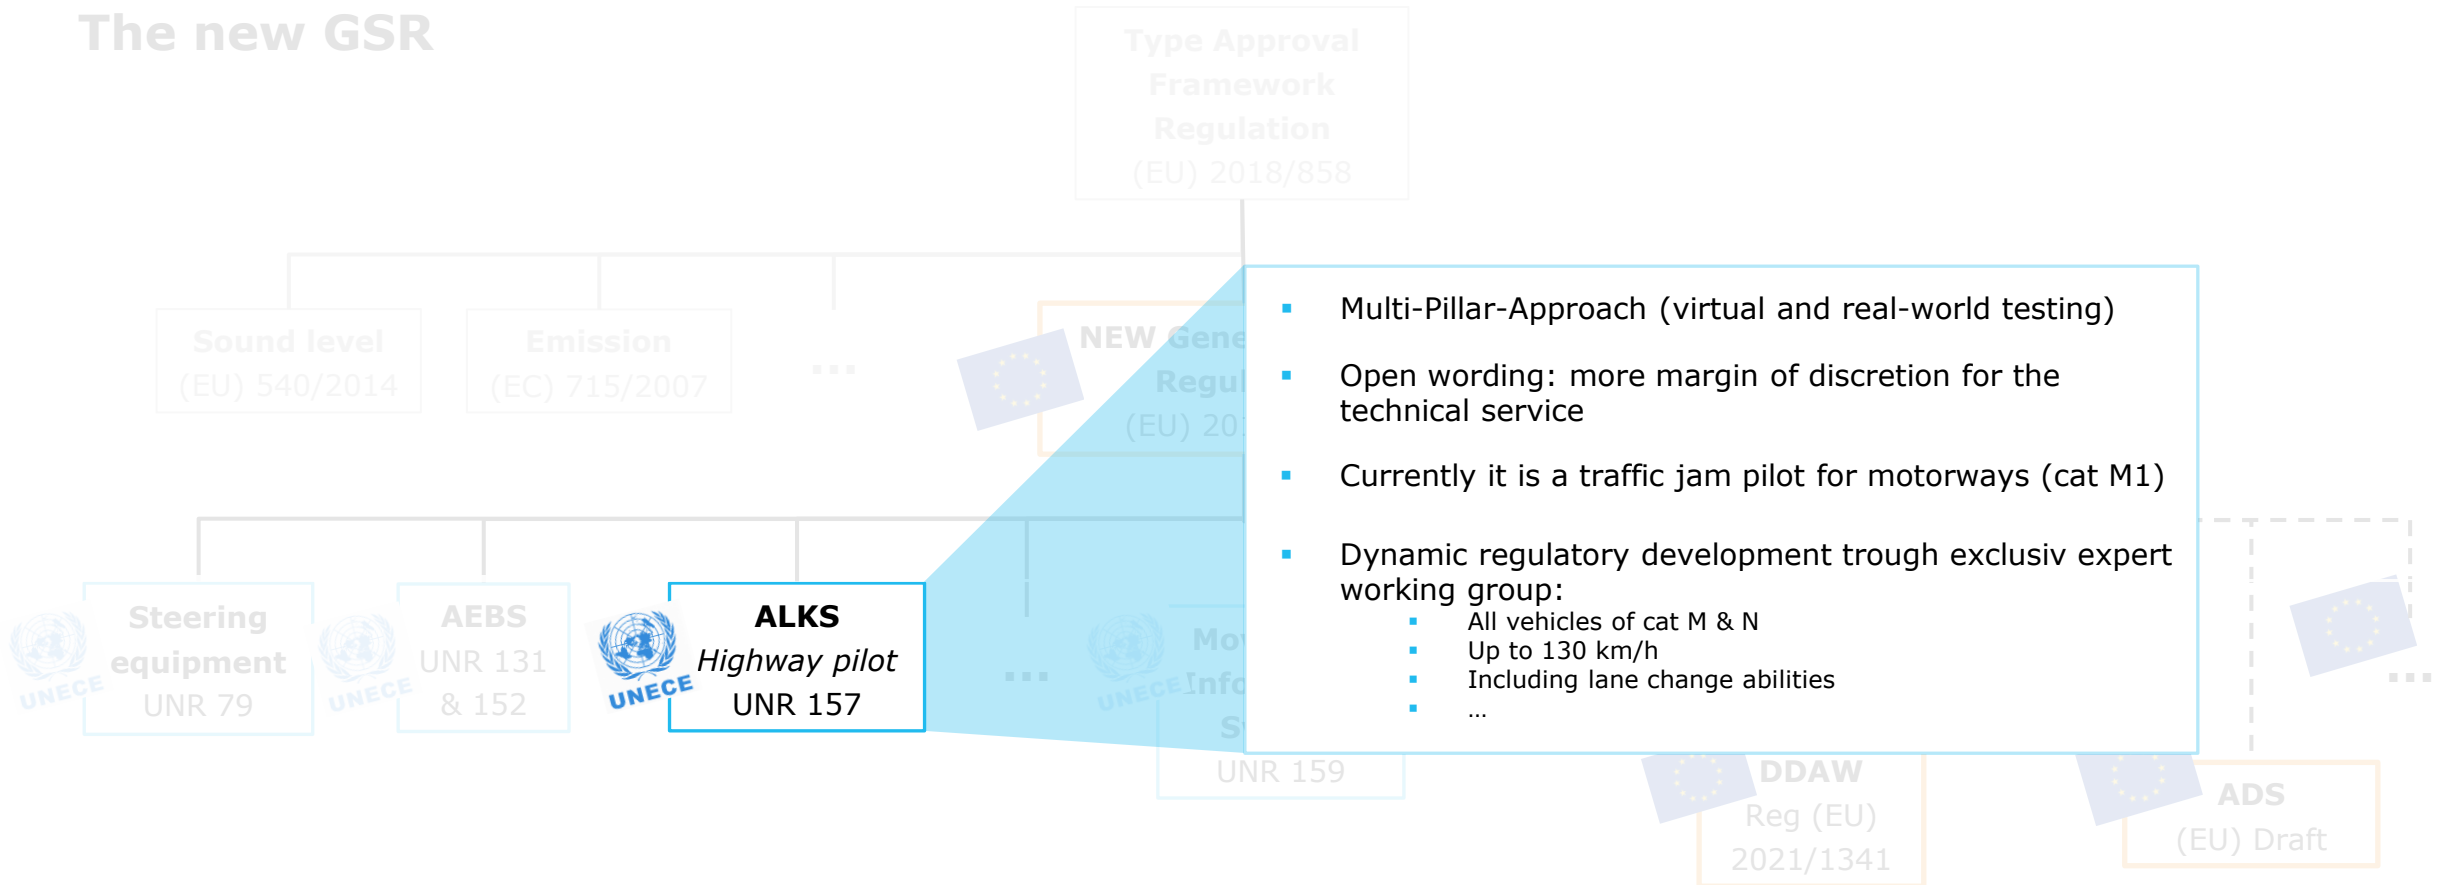 The new GSR
Type Approval
Framework
Regulation
(EU) 2018/858
Sound level
(EU) 540/2014
Emission
(EC) 715/2007
...
NEW
(EU)
▪ Multi-Pillar-Approach (virtual and real-world testing)
▪ Open wording: more margin of discretion for the
technical service
▪ Currently it is a traffic jam pilot for motorways (cat M1)
▪ Dynamic regulatory development trough exclusiv expert
working group:
▪ All vehicles of cat M & N
▪ Up to 130 km/h
▪ Including lane change abilities
▪ ...
UNECE
Steering
equipment
UNR 79
UNECE
AEBS
UNR 131
& 152
UNECE
ALKS
Highway pilot
UNR 157
...
UNECE
UNR 159
DDAW
Reg (EU)
2021/1341
ADS
(EU) Draft
...